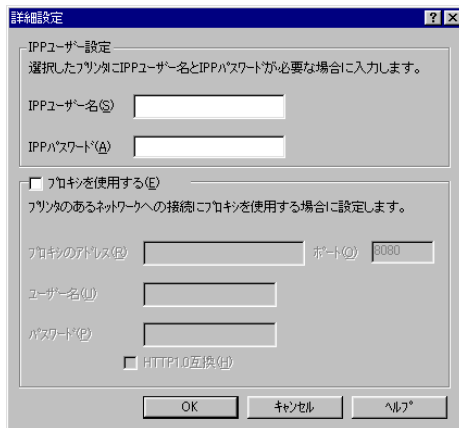 詳細設定
IPPユーザー設定
選択したプリンタにIPPユーザー名とIPPパスワードが必要な場合に入力します。
IPPユーザー名(S)
IPPパスワード(A)
プロキシを使用する(E)
プリンタのあるネットワークへの接続にプロキシを使用する場合に設定します。
プロキシのアドレス(R) ポート(O) 8080
ユーザー名(U)
パスワード(P)
HTTP1.0互換(H)
OK キャンセル ヘルプ